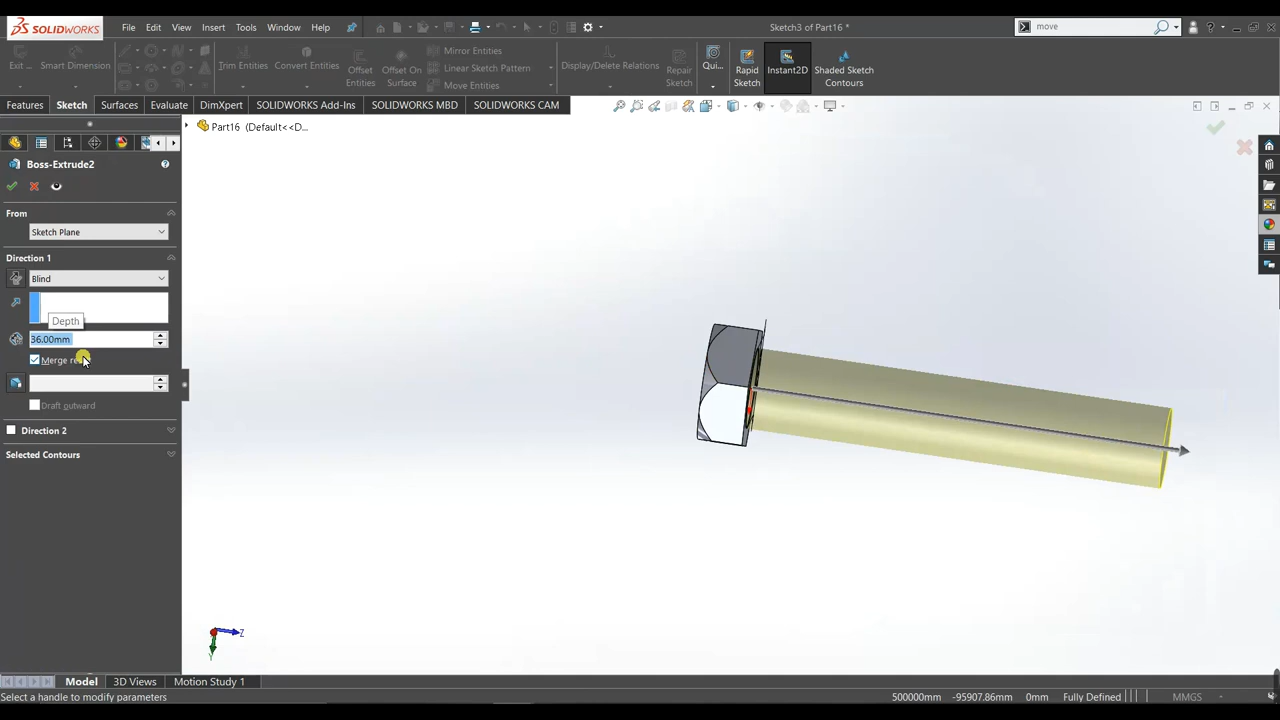 SOLIDWORKS File Edit View Insert Tools Window Help Sketch3 of Part16 * move ?
Exit ... Smart Dimension Trim Entities Convert Entities Offset Entities Offset On Surface Mirror Entities Linear Sketch Pattern Move Entities Display/Delete Relations Repair Sketch Qui... Rapid Sketch Instant2D Shaded Sketch Contours
Features Sketch Surfaces Evaluate DimXpert SOLIDWORKS Add-Ins SOLIDWORKS MBD SOLIDWORKS CAM
Part16 (Default<<D...
Boss-Extrude2
From
Sketch Plane
Direction 1
Blind
Depth
36.00mm
Merge re
Draft outward
Direction 2
Selected Contours
Z
Y
Model 3D Views Motion Study 1
Select a handle to modify parameters 500000mm -95907.86mm 0mm Fully Defined MMGS